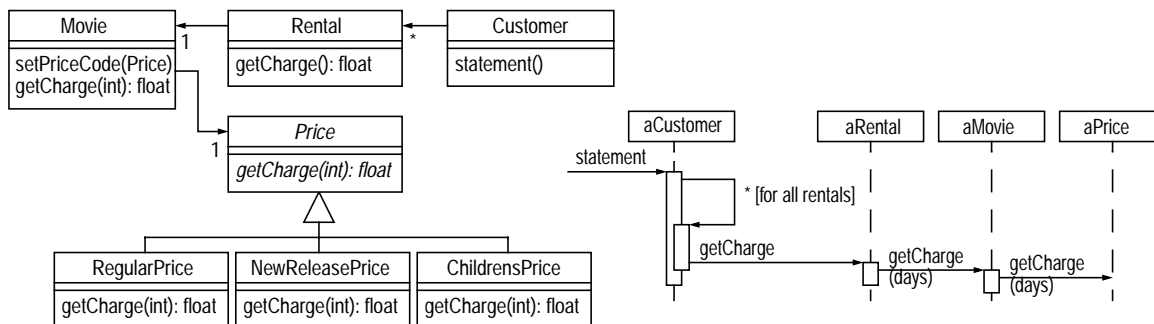 Movie
setPriceCode(Price)
getCharge(int): float
1
Rental
getCharge(): float
*
Customer
statement()
1
Price
getCharge(int): float
RegularPrice
getCharge(int): float
NewReleasePrice
getCharge(int): float
ChildrensPrice
getCharge(int): float
aCustomer
aRental
aMovie
aPrice
statement
* [for all rentals]
getCharge
getCharge
(days)
getCharge
(days)